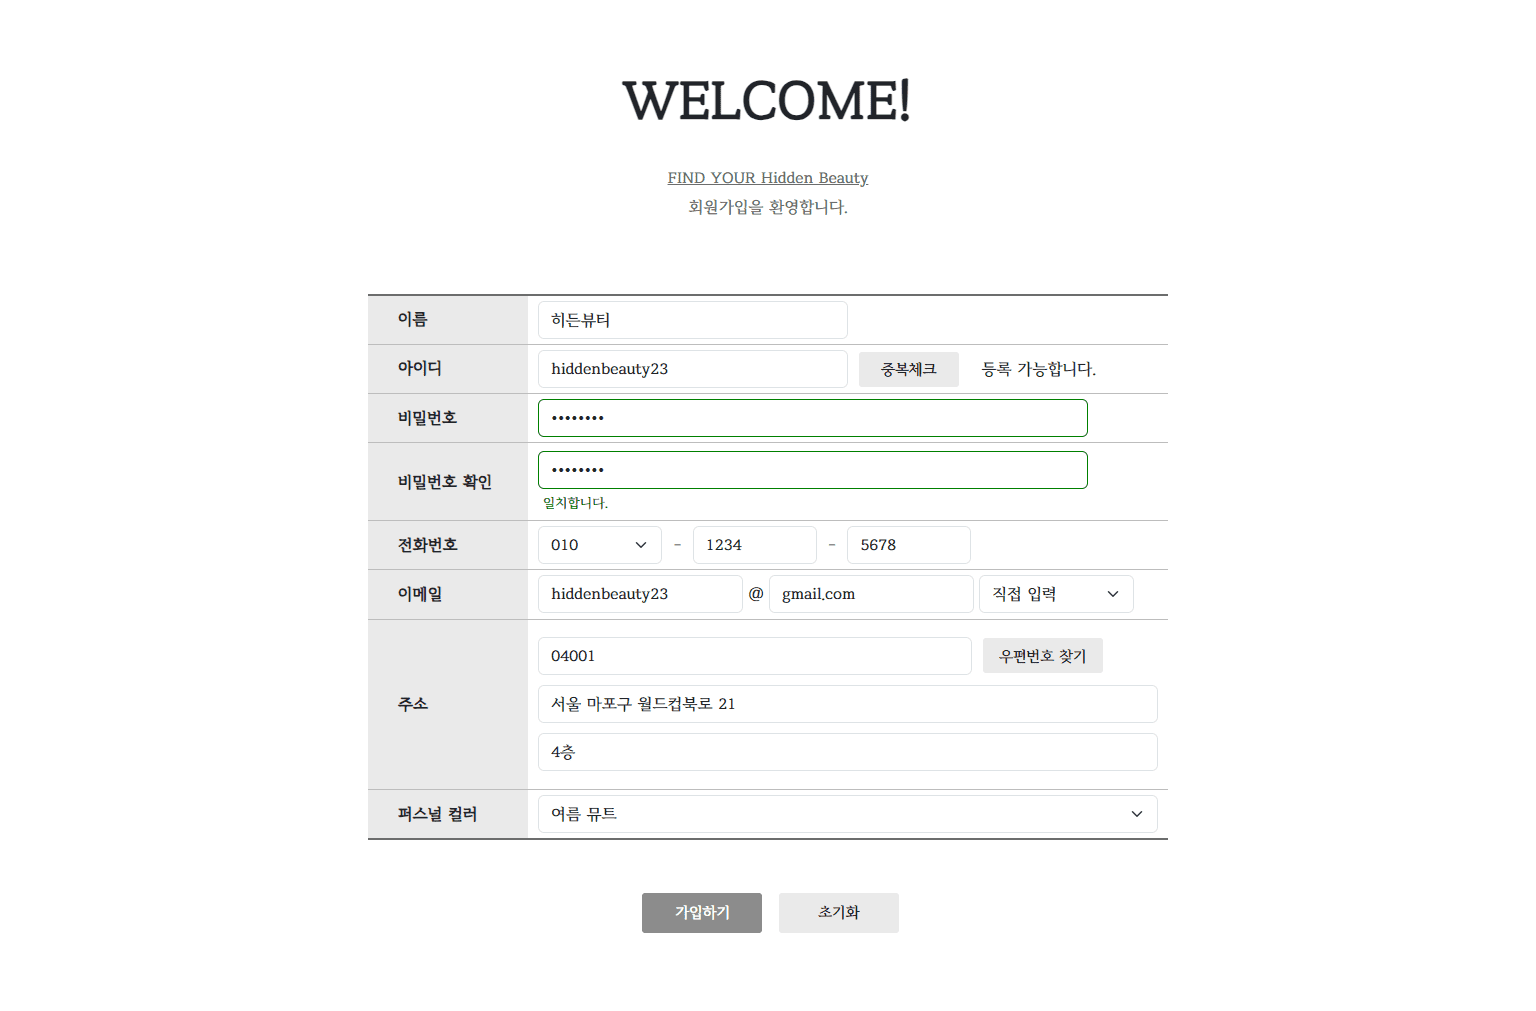 WELCOME!
FIND YOUR Hidden Beauty
회원가입을 환영합니다.
이름 히든뷰티
아이디 hiddenbeauty23 중복체크 등록 가능합니다.
비밀번호 ••••••••
비밀번호 확인 ••••••••
일치합니다.
전화번호 010 - 1234 - 5678
이메일 hiddenbeauty23 @ gmail.com 직접 입력
주소 04001 우편번호 찾기
서울 마포구 월드컵북로 21
4층
퍼스널 컬러 여름 뮤트
가입하기 초기화